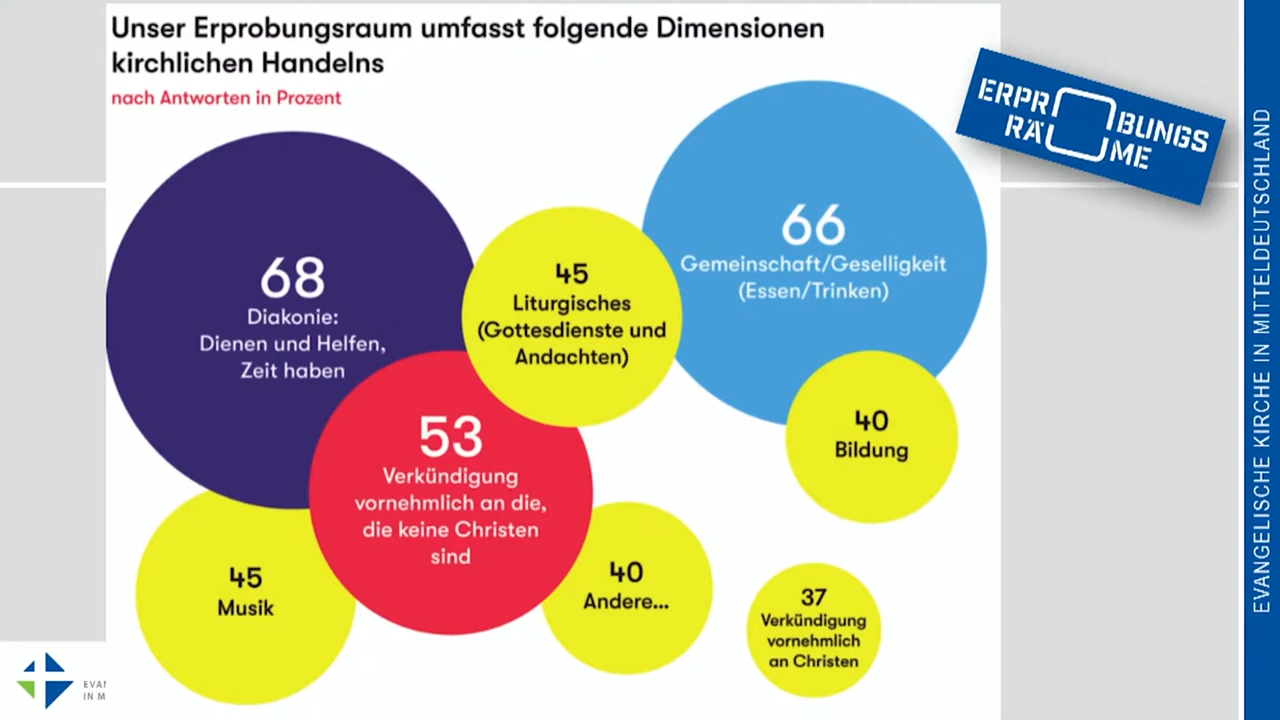 Unser Erprobungsraum umfasst folgende Dimensionen
kirchlichen Handelns
nach Antworten in Prozent
ERPR BUNGS
RÄ ME
68
Diakonie:
Dienen und Helfen,
Zeit haben
45
Liturgisches
(Gottesdienste und
Andachten)
66
Gemeinschaft/Geselligkeit
(Essen/Trinken)
53
Verkündigung
vornehmlich an die,
die keine Christen
sind
40
Bildung
45
Musik
40
Andere...
37
Verkündigung
vornehmlich
an Christen
EVANGELISCHE KIRCHE IN MITTELDEUTSCHLAND
EVAN
IN M